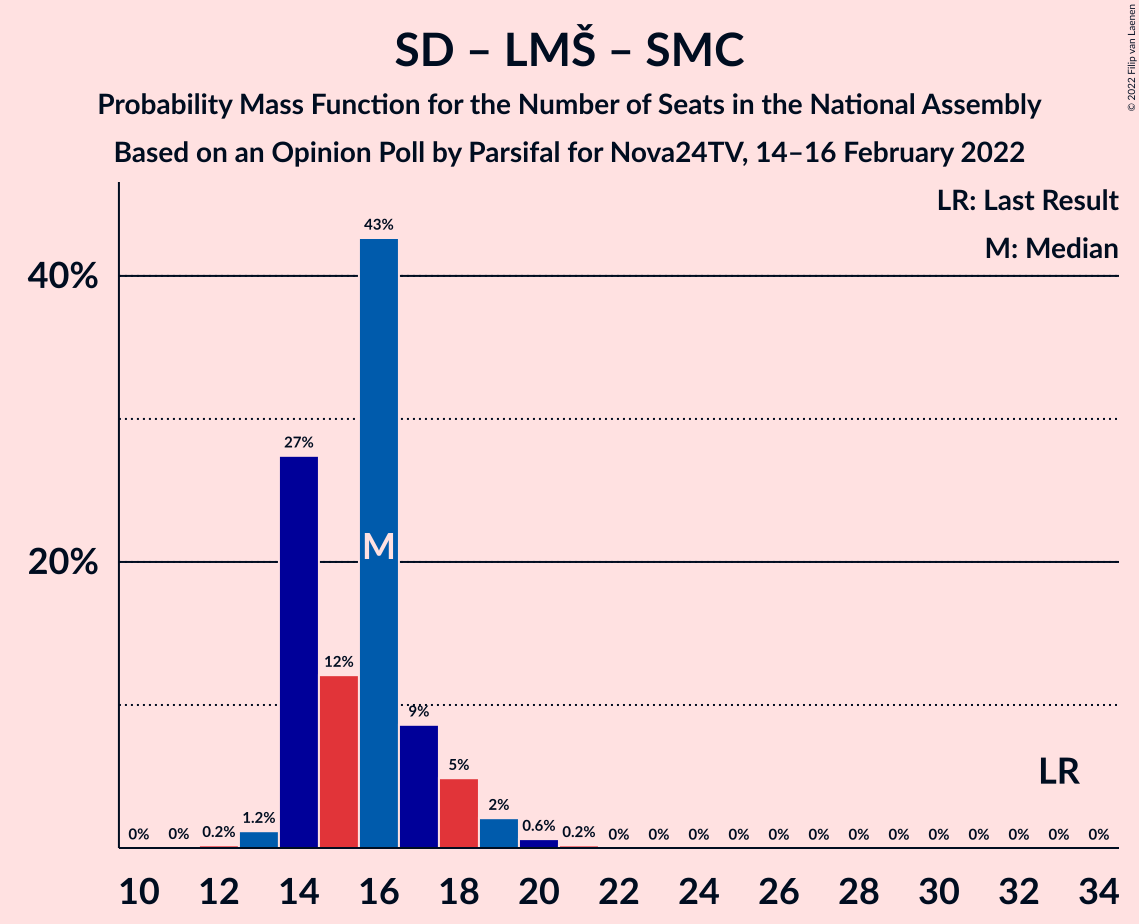 SD – LMŠ – SMC
Probability Mass Function for the Number of Seats in the National Assembly
Based on an Opinion Poll by Parsifal for Nova24TV, 14–16 February 2022
© 2022 Filip van Laenen
LR: Last Result
M: Median
40%
20%
0% 0% 0.2% 1.2% 27% 12% 43% 9% 5% 2% 0.6% 0.2% 0% 0% 0% 0% 0% 0% 0% 0% 0% 0% 0% 0% 0%
M
LR
10 12 14 16 18 20 22 24 26 28 30 32 34